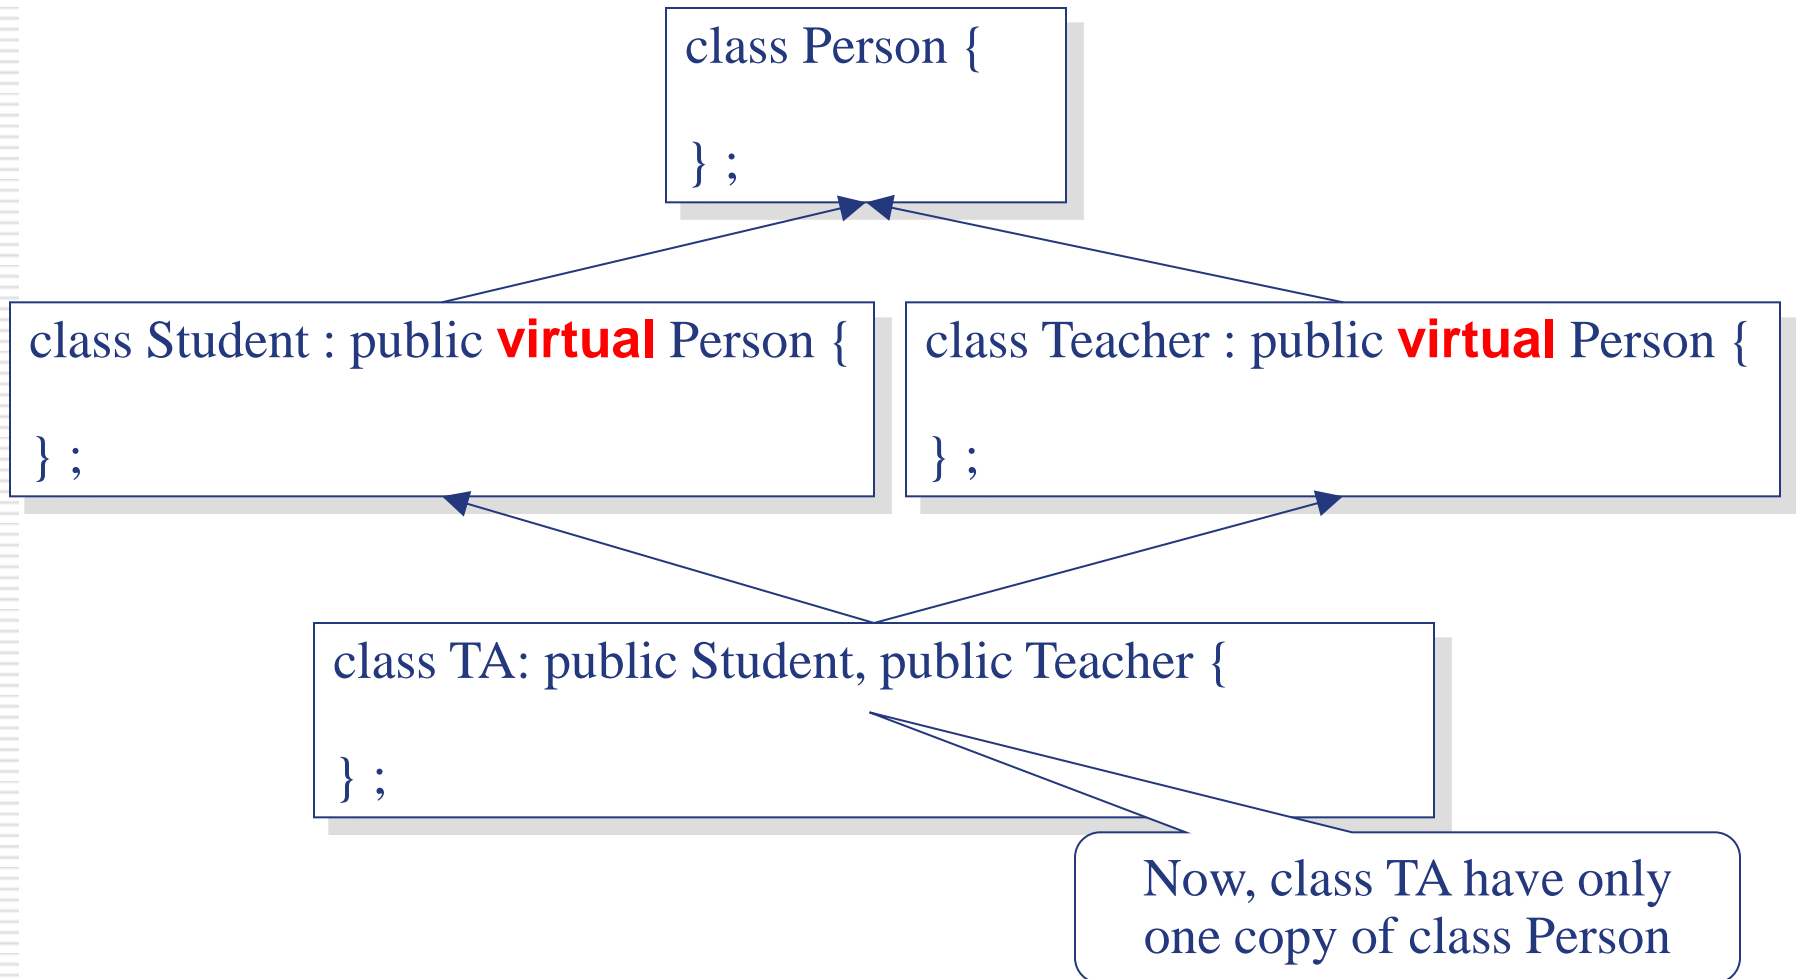 class Person {
} ;
class Student : public virtual Person {
} ;
class Teacher : public virtual Person {
} ;
class TA: public Student, public Teacher {
} ;
Now, class TA have only
one copy of class Person